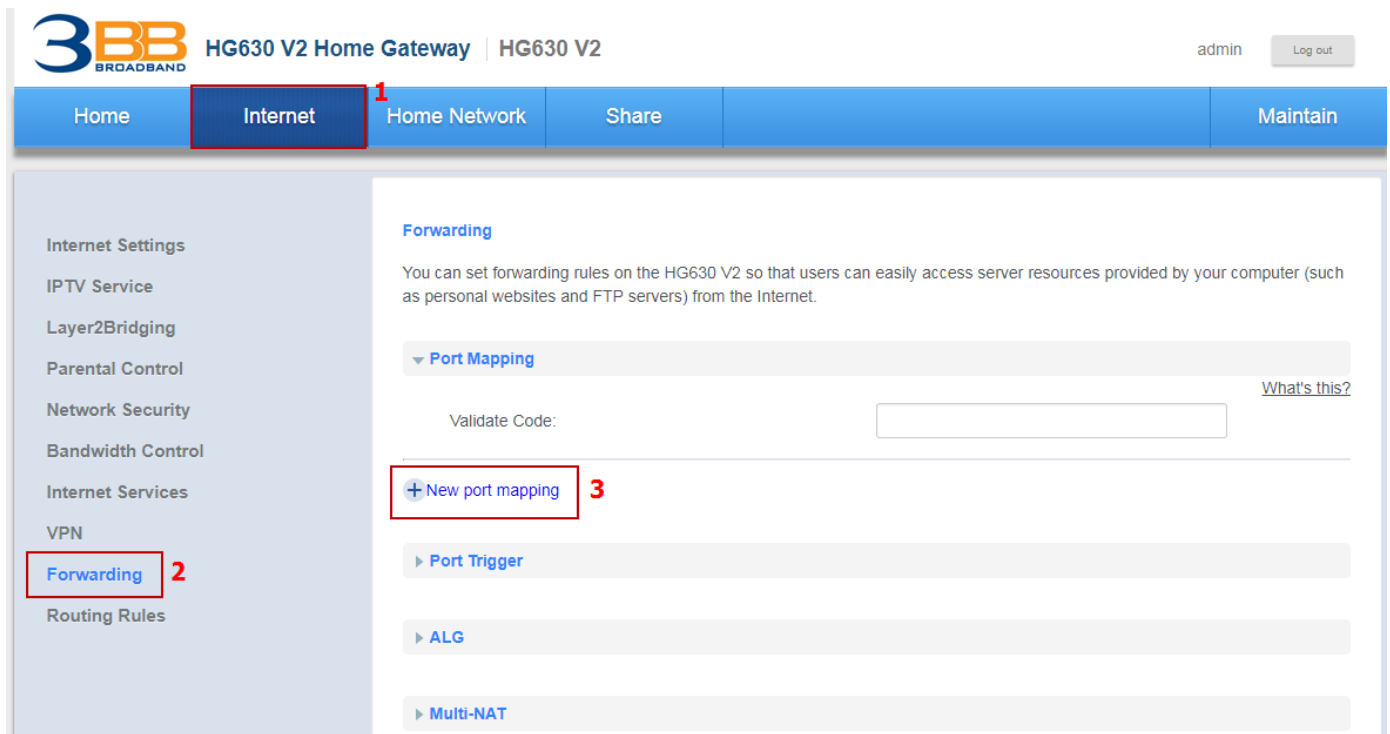 3BB BROADBAND
HG630 V2 Home Gateway HG630 V2
admin
Log out
Home
Internet
1
Home Network
Share
Maintain
Internet Settings
IPTV Service
Layer2Bridging
Parental Control
Network Security
Bandwidth Control
Internet Services
VPN
Forwarding
2
Routing Rules
Forwarding
You can set forwarding rules on the HG630 V2 so that users can easily access server resources provided by your computer (such
as personal websites and FTP servers) from the Internet.
Port Mapping
What's this?
Validate Code:
New port mapping
3
Port Trigger
ALG
Multi-NAT